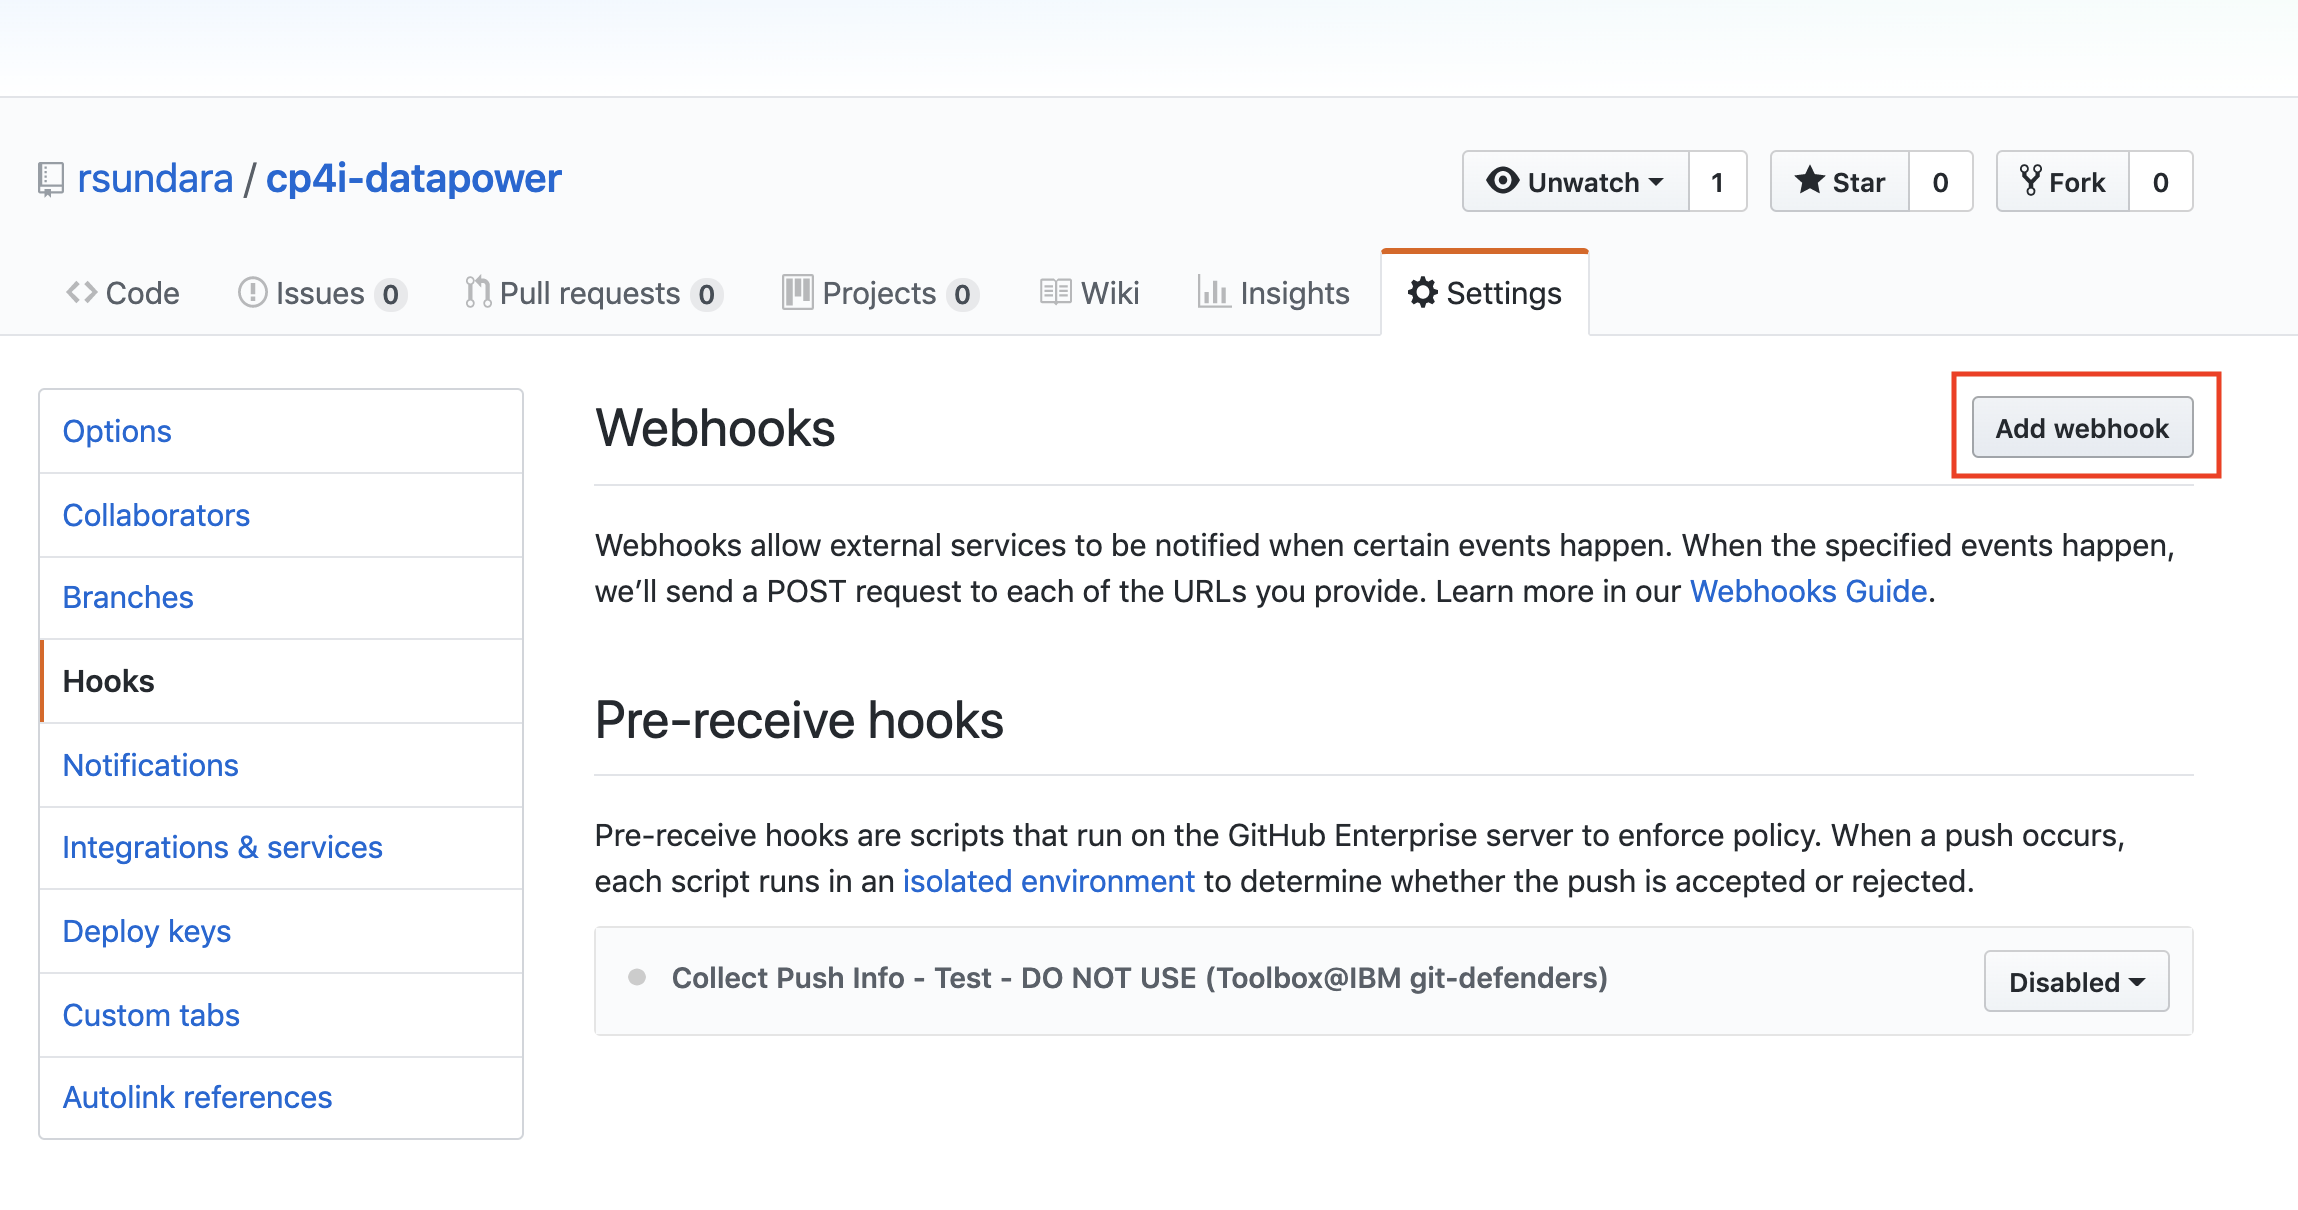 rsundara / cp4i-datapower
Unwatch 1
Star 0
Fork 0
Code
Issues 0
Pull requests 0
Projects 0
Wiki
Insights
Settings
Options
Collaborators
Branches
Hooks
Notifications
Integrations & services
Deploy keys
Custom tabs
Autolink references
Webhooks
Add webhook
Webhooks allow external services to be notified when certain events happen. When the specified events happen,
we’ll send a POST request to each of the URLs you provide. Learn more in our Webhooks Guide.
Pre-receive hooks
Pre-receive hooks are scripts that run on the GitHub Enterprise server to enforce policy. When a push occurs,
each script runs in an isolated environment to determine whether the push is accepted or rejected.
Collect Push Info - Test - DO NOT USE (Toolbox@IBM git-defenders)
Disabled